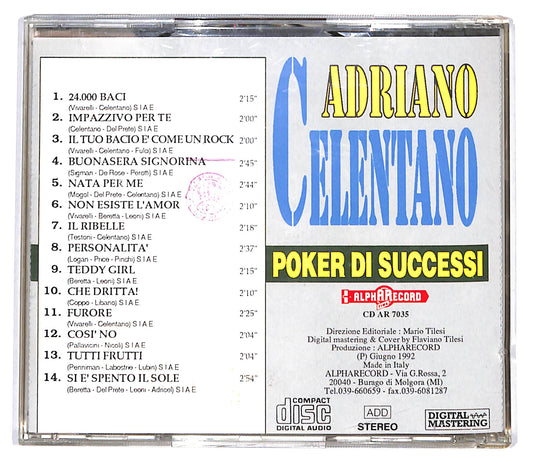 1. 24.000 BACI 2'15"
(Vivarelli - Celentano) S I A E
2. IMPAZZIVO PER TE 2'00"
(Celentano - Del Prete) S I A E
3. IL TUO BACIO E' COME UN ROCK 2'00"
(Vivarelli - Celentano - Fulci) S I A E
4. BUONASERA SIGNORINA 2'45"
(Sigman - De Rose - Perotti) S I A E
5. NATA PER ME 2'44"
(Mogol - Del Prete - Celentano) S I A E
6. NON ESISTE L'AMOR 2'10"
(Vivarelli - Beretta - Leoni) S I A E
7. IL RIBELLE 2'18"
(Testoni - Celentano) S I A E
8. PERSONALITA' 2'37"
(Logan - Price - Pinchi) S I A E
9. TEDDY GIRL 2'15"
(Beretta - Leoni) S I A E
10. CHE DRITTA! 2'10"
(Coppo - Libano) S I A E
11. FURORE 2'25"
(Vivarelli - Celentano) S I A E
12. COSI' NO 2'04"
(Pallavicini - Nicoli) S I A E
13. TUTTI FRUTTI 2'04"
(Penniman - Labostrie - Lubin) S I A E
14. SI E' SPENTO IL SOLE 2'54"
(Beretta - Del Prete - Leoni - Adricel) S I A E
ADRIANO
CELENTANO
POKER DI SUCCESSI
ALPHARECORD
CD AR 7035
Direzione Editoriale : Mario Tilesi
Digital mastering & Cover by Flaviano Tilesi
Produzione : ALPHARECORD
(P) Giugno 1992
Made in Italy
ALPHARECORD - Via G.Rossa, 2
20040 - Burago di Molgora (MI)
Tel.039-660659 - fax.039-6081287
COMPACT
disc
DIGITAL AUDIO
ADD
STEREO
DIGITAL
MASTERING